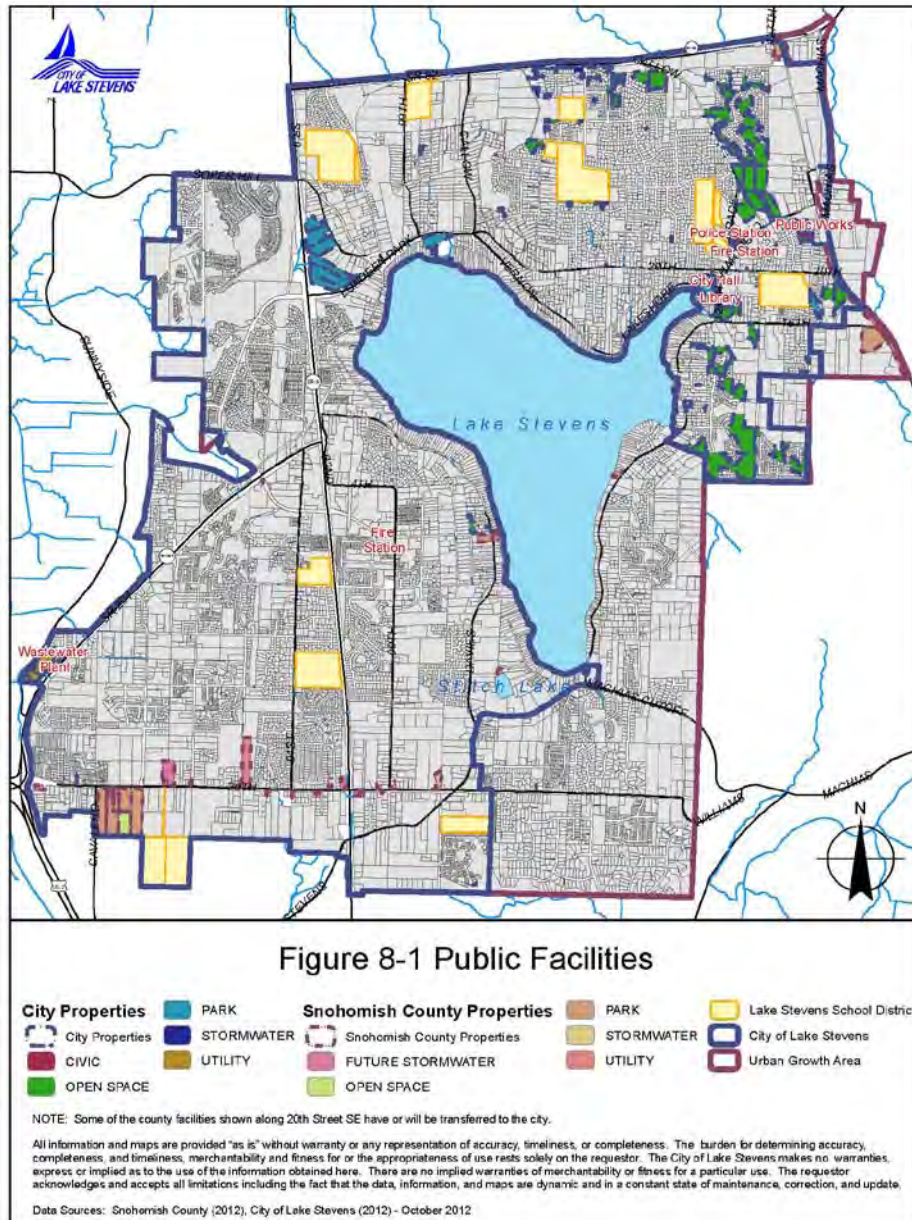 CITY OF
LAKE STEVENS
SOPER HILL
SUNNYSIDE
Police Station
Public Works
Fire Station
City Hall
Library
Lake Stevens
Fire
Station
Wastewater
Plant
Stitch Lake
MACHIAS
WILLIAMS
N
Figure 8-1 Public Facilities
City Properties
City Properties
CIVIC
OPEN SPACE
PARK
STORMWATER
UTILITY
Snohomish County Properties
Snohomish County Properties
FUTURE STORMWATER
OPEN SPACE
PARK
STORMWATER
UTILITY
Lake Stevens School District
City of Lake Stevens
Urban Growth Area
NOTE: Some of the county facilities shown along 20th Street SE have or will be transferred to the city.
All information and maps are provided "as is" without warranty or any representation of accuracy, timeliness, or completeness. The burden for determining accuracy,
completeness, and timeliness, merchantability and fitness for or the appropriateness of use rests solely on the requestor. The City of Lake Stevens makes no warranties,
express or implied as to the use of the information obtained here. There are no implied warranties of merchantability or fitness for a particular use. The requestor
acknowledges and accepts all limitations including the fact that the data, information, and maps are dynamic and in a constant state of maintenance, correction, and update.
Data Sources: Snohomish County (2012), City of Lake Stevens (2012) - October 2012